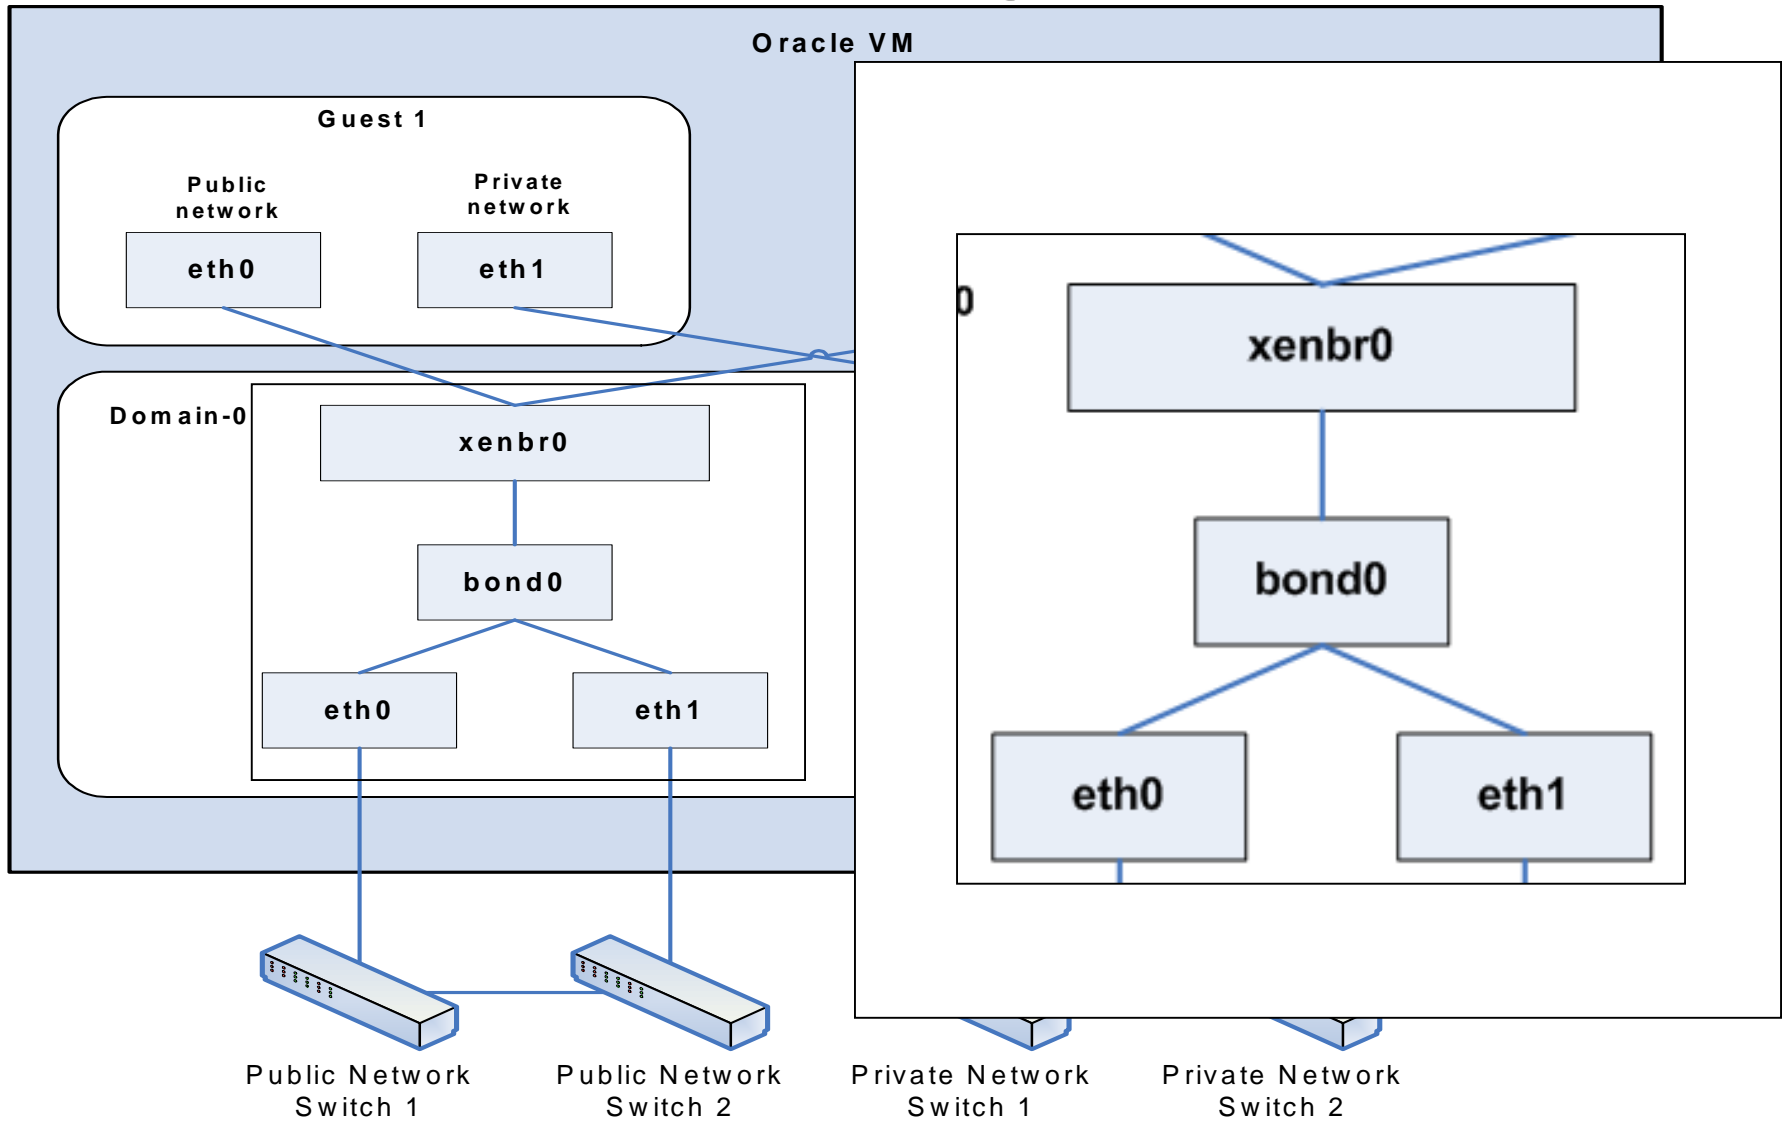 Oracle VM
Guest 1
Public
network
Private
network
eth0
eth1
Domain-0
xenbr0
bond0
eth0
eth1
0
xenbr0
bond0
eth0
eth1
Public Network
Switch 1
Public Network
Switch 2
Private Network
Switch 1
Private Network
Switch 2